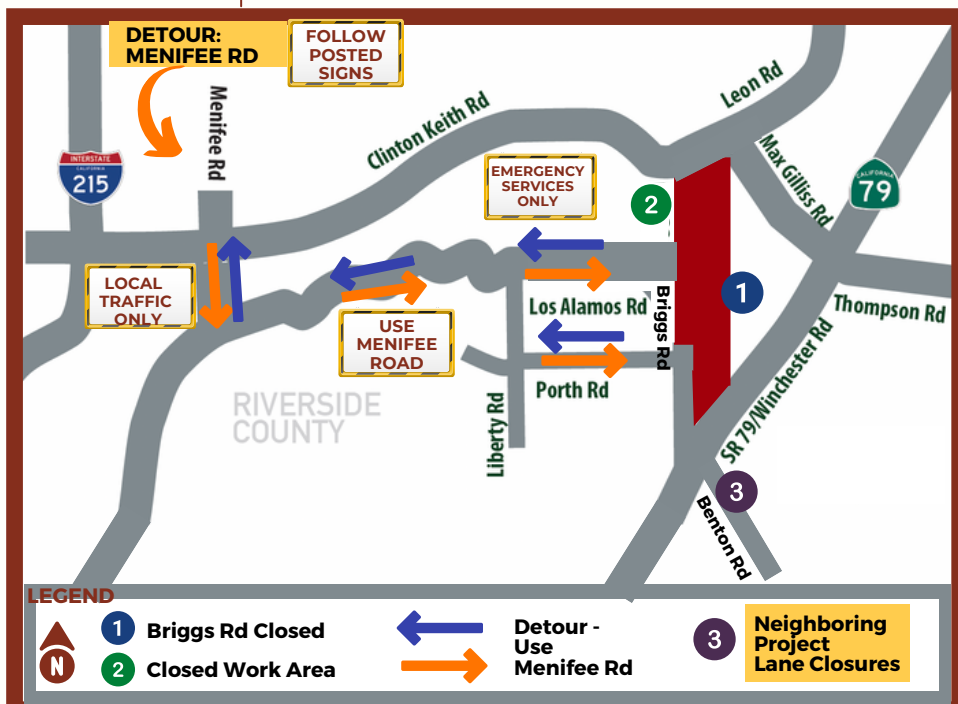 DETOUR:
MENIFEE RD
FOLLOW
POSTED
SIGNS
Menifee Rd
Clinton Keith Rd
Leon Rd
Max Gilliss Rd
INTERSTATE
CALIFORNIA
215
CALIFORNIA
79
EMERGENCY
SERVICES
ONLY
2
1
LOCAL
TRAFFIC
ONLY
USE
MENIFEE
ROAD
Los Alamos Rd
Briggs Rd
Thompson Rd
Porth Rd
Liberty Rd
SR 79/Winchester Rd
RIVERSIDE
COUNTY
3
Benton Rd
LEGEND
N
1 Briggs Rd Closed
2 Closed Work Area
Detour -
Use
Menifee Rd
3
Neighboring
Project
Lane Closures